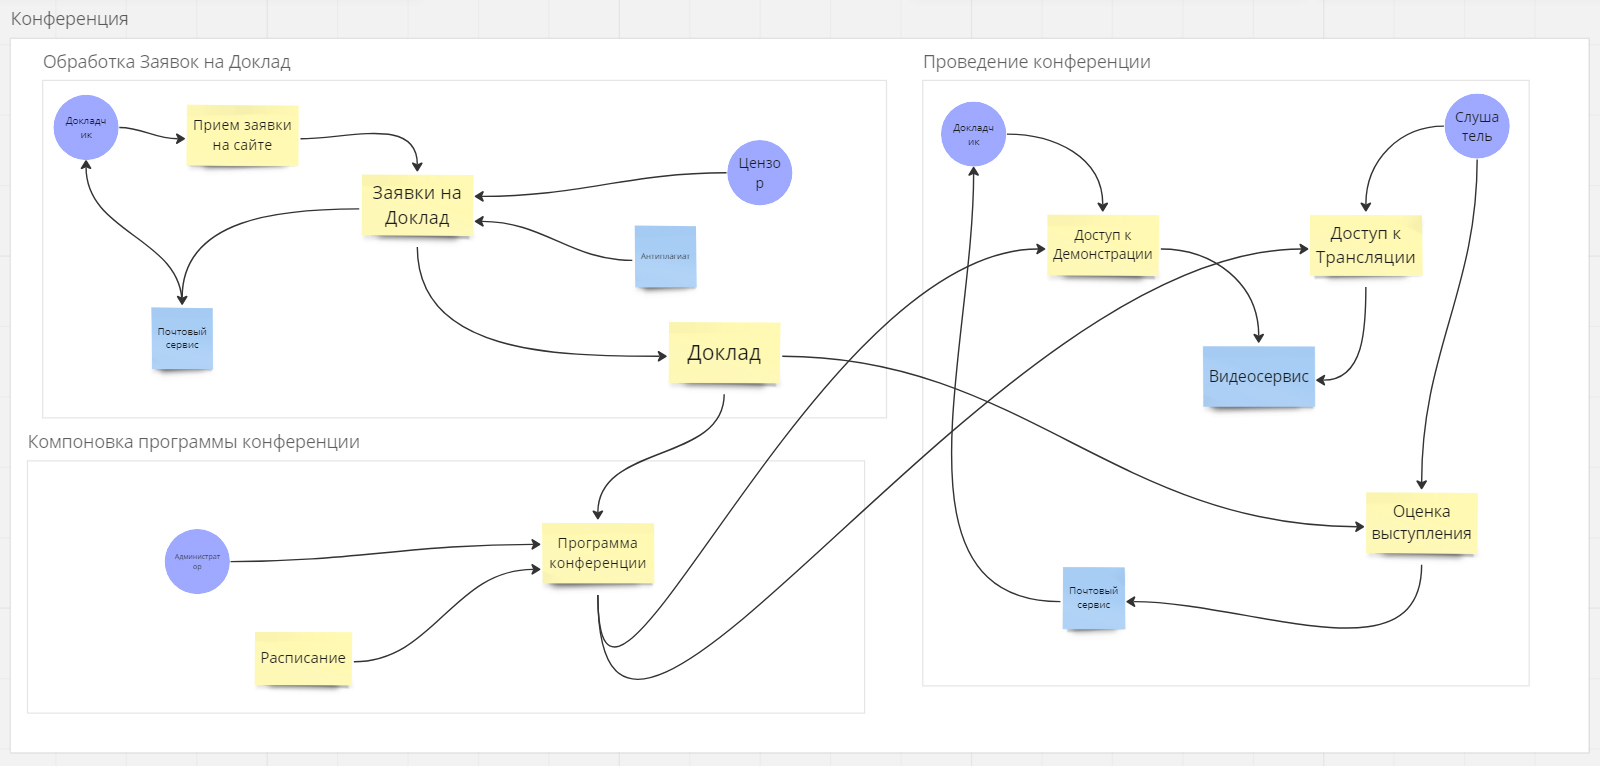 Конференция
Обработка Заявок на Доклад
Докладч
ик
Прием заявки
на сайте
Заявки на
Доклад
Цензо
р
Антиплагиат
Почтовый
сервис
Доклад
Компоновка программы конференции
Администрат
ор
Программа
конференции
Расписание
Проведение конференции
Докладч
ик
Слуша
тель
Доступ к
Демонстрации
Доступ к
Трансляции
Видеосервис
Оценка
выступления
Почтовый
сервис